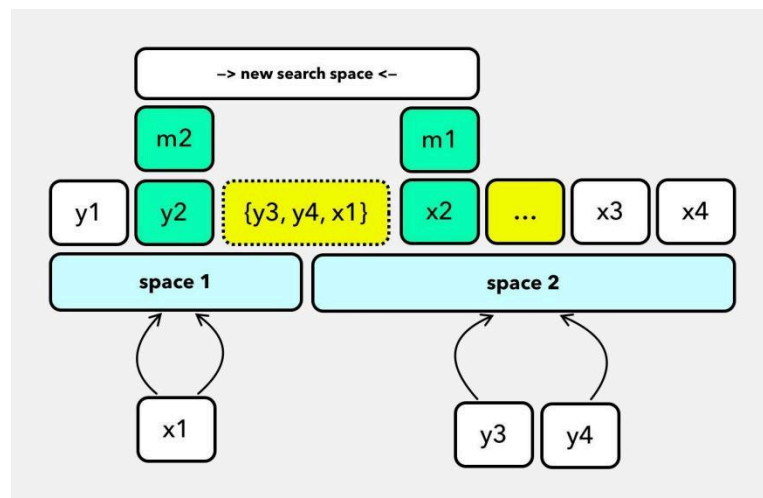 —> new search space <—
m2
m1
y1
y2
{y3, y4, x1}
x2
...
x3
x4
space 1
space 2
x1
y3
y4